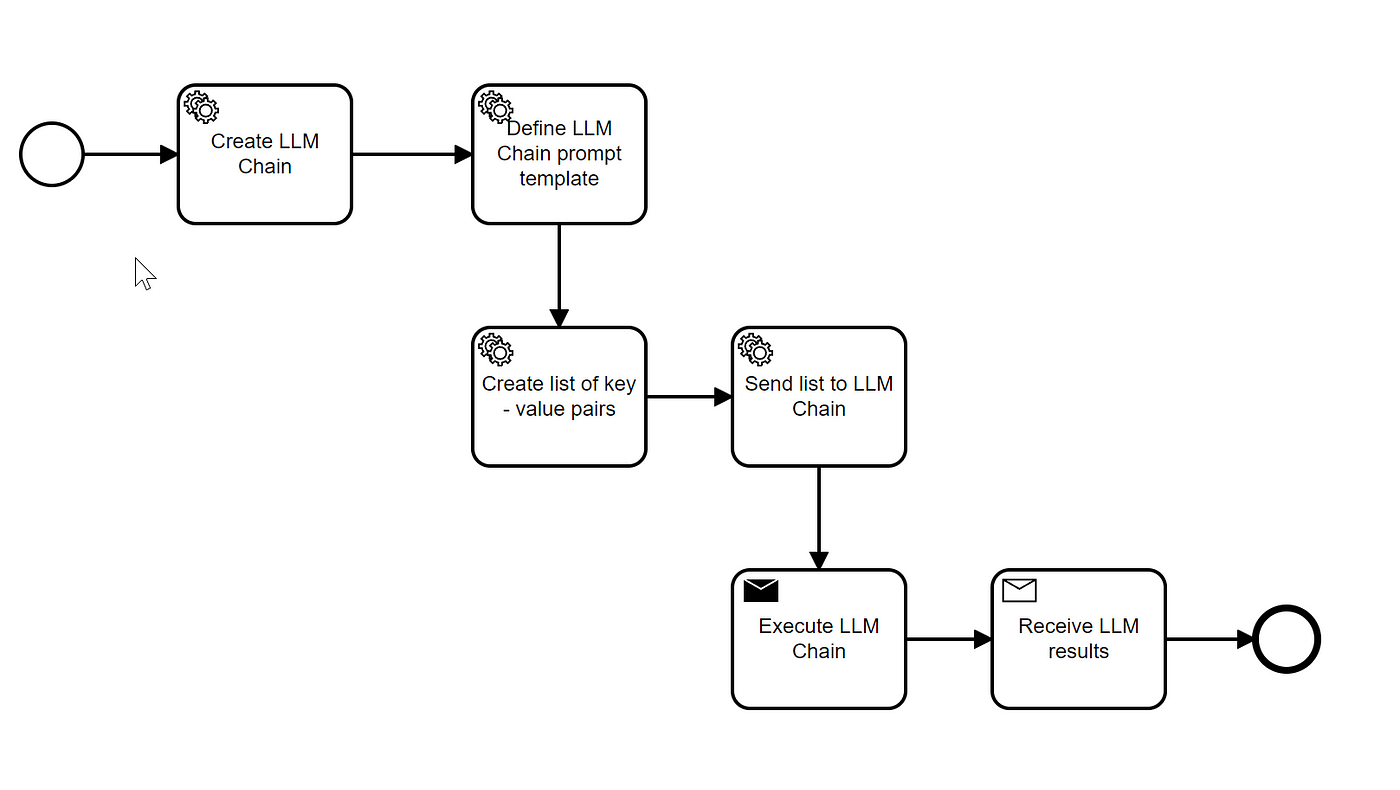 Create LLM
Chain
Define LLM
Chain prompt
template
Create list of key
- value pairs
Send list to LLM
Chain
Execute LLM
Chain
Receive LLM
results